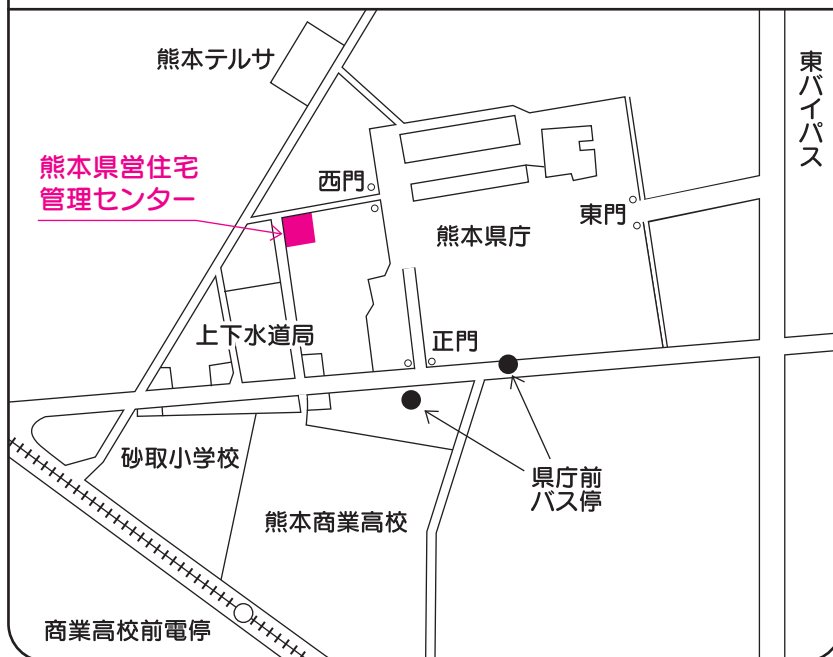 熊本テルサ
東バイパス
熊本県営住宅
管理センター
西門
東門
熊本県庁
上下水道局
正門
砂取小学校
県庁前
バス停
熊本商業高校
商業高校前電停